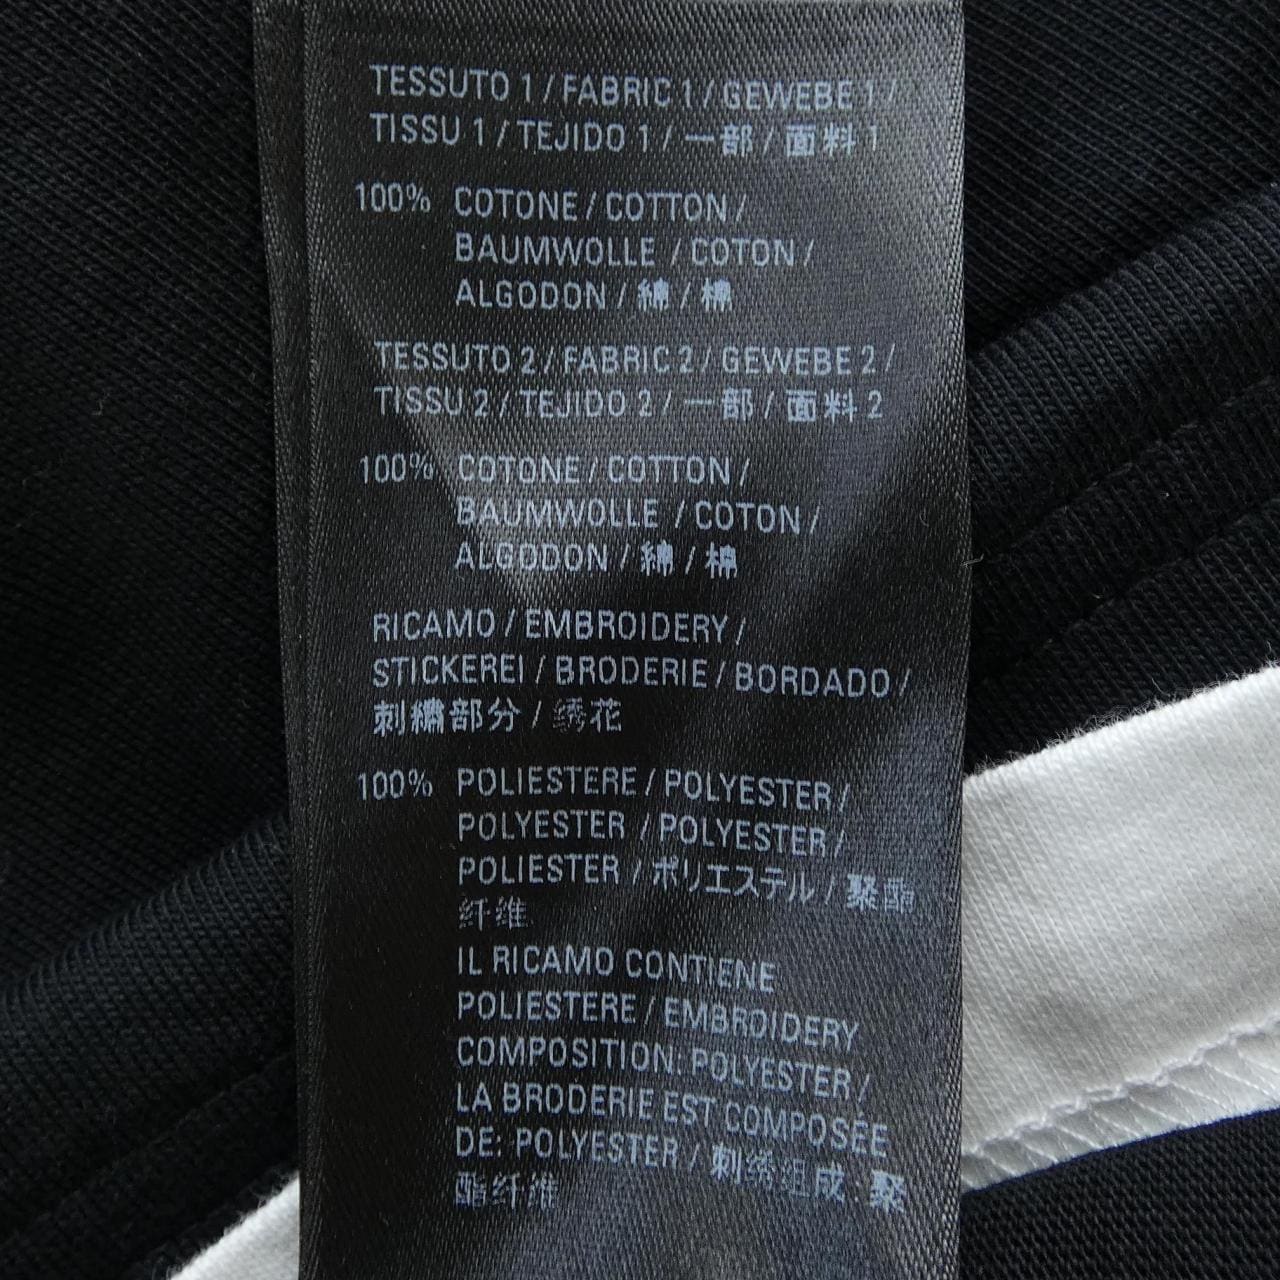 TESSUTO 1 / FABRIC 1 / GEWEBE 1 /
TISSU 1 / TEJIDO 1 / 一部 / 面料 1
100% COTONE / COTTON /
BAUMWOLLE / COTON /
ALGODON / 綿 / 棉
TESSUTO 2 / FABRIC 2 / GEWEBE 2 /
TISSU 2 / TEJIDO 2 / 一部 / 面料 2
100% COTONE / COTTON /
BAUMWOLLE / COTON /
ALGODON / 綿 / 棉
RICAMO / EMBROIDERY /
STICKEREI / BRODERIE / BORDADO /
刺繍部分 / 绣花
100% POLIESTERE / POLYESTER /
POLYESTER / POLYESTER /
POLIESTER / ポリエステル / 聚酯
纤维
IL RICAMO CONTIENE
POLIESTERE / EMBROIDERY
COMPOSITION: POLYESTER /
LA BRODERIE EST COMPOSÉE
DE: POLYESTER / 刺绣组成 聚
酯纤维